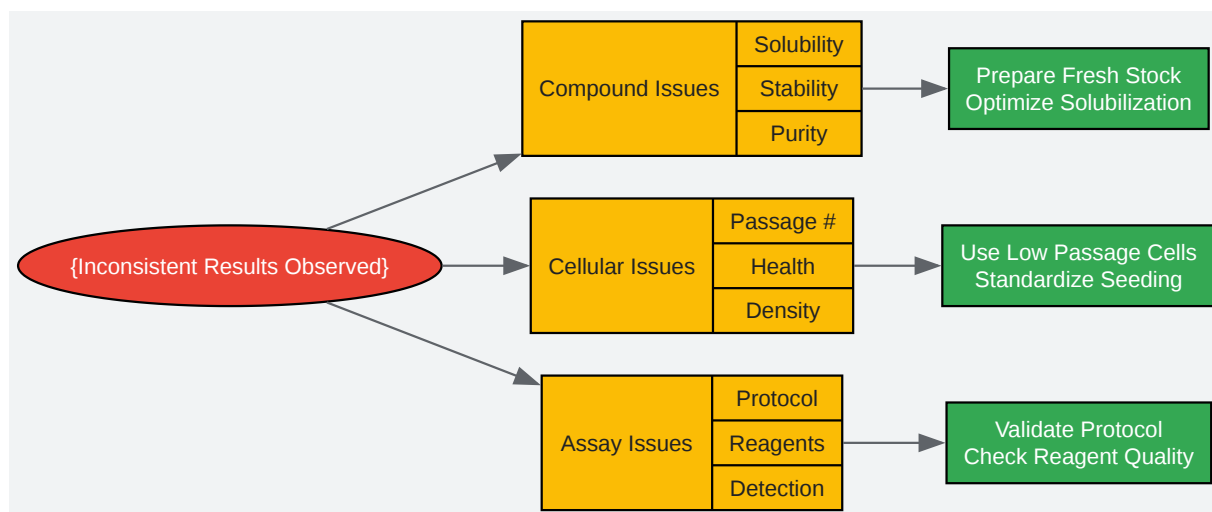 {Inconsistent Results Observed}
Compound Issues
Solubility
Stability
Purity
Prepare Fresh Stock
Optimize Solubilization
Cellular Issues
Passage #
Health
Density
Use Low Passage Cells
Standardize Seeding
Assay Issues
Protocol
Reagents
Detection
Validate Protocol
Check Reagent Quality